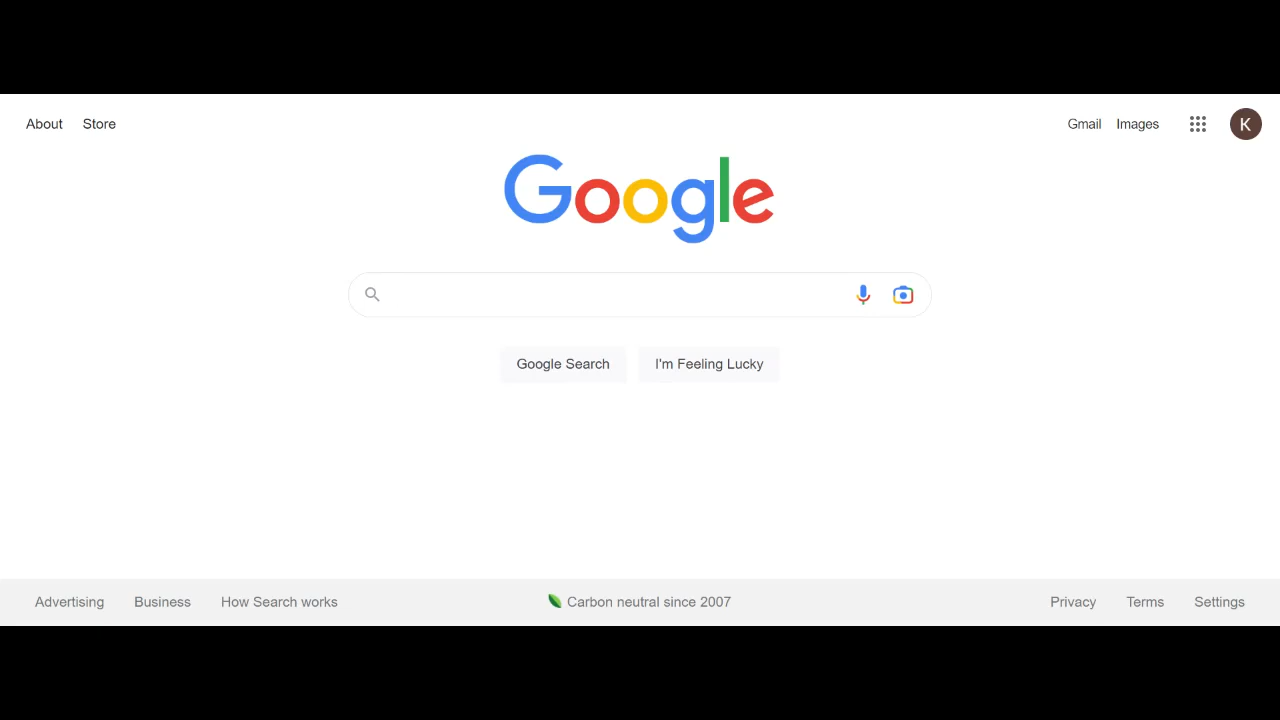 About Store Gmail Images K
Google
Google Search I'm Feeling Lucky
Advertising Business How Search works Carbon neutral since 2007 Privacy Terms Settings